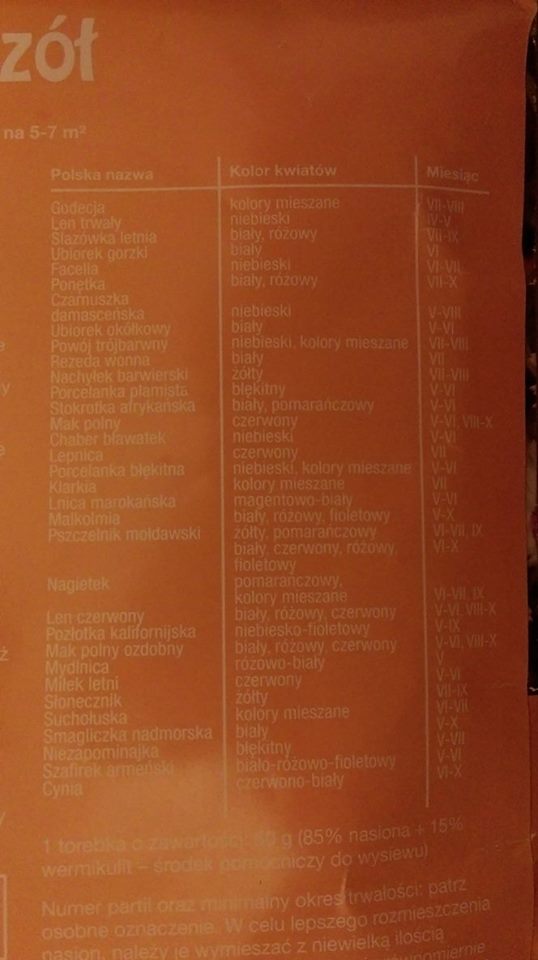 zół
na 5-7 m²
Polska nazwa Kolor kwiatów Miesiąc
Godecja kolory mieszane VII-VIII
Len trwały niebieski IV-V
Ślazówka letnia biały, różowy VII-IX
Ubiorek gorzki biały VI
Facelia niebieski VI-VII
Ponętka biały, różowy VII-X
Czarnuszka
damasceńska niebieski V-VIII
Ubiorek okółkowy biały V-VI
Powój trójbarwny niebieski, kolory mieszane VII-VIII
Rezeda wonna biały VII
Nachyłek barwierski żółty VII-VIII
Porcelanka plamista błękitny V-VI
Stokrotka afrykańska biały, pomarańczowy V-VI
Mak polny czerwony V-VI, VIII-X
Chaber bławatek niebieski V-VI
Lepnica czerwony VII
Porcelanka błękitna niebieski, kolory mieszane V-VI
Klarkia kolory mieszane VII
Lnica marokańska magentowo-biały V-VI
Malkolmia biały, różowy, fioletowy V-X
Pszczelnik mołdawski żółty, pomarańczowy VI-VII, IX
biały, czerwony, różowy, VI-X
fioletowy
Nagietek pomarańczowy,
kolory mieszane VI-VII, IX
Len czerwony biały, różowy, czerwony V-VI, VIII-X
Pozłotka kalifornijska niebiesko-fioletowy V-IX
Mak polny ozdobny biały, różowy, czerwony V-VI, VIII-X
Mydlnica różowo-biały V
Miłek letni czerwony V-VI
Słonecznik żółty VII-IX
Suchołuska kolory mieszane VI-VII
Smagliczka nadmorska biały V-X
Niezapominajka błękitny V-VII
Szafirek armeński biało-różowo-fioletowy V-VI
Cynia czerwono-biały VI-X
1 torebka o zawartości: g (85% nasiona + 15%
wermikulit – środek pomocniczy do wysiewu)
Numer partii oraz minimalny okres trwałości: patrz
osobne oznaczenie. W celu lepszego rozmieszczenia
nasion, należy je wymieszać z niewielką ilością